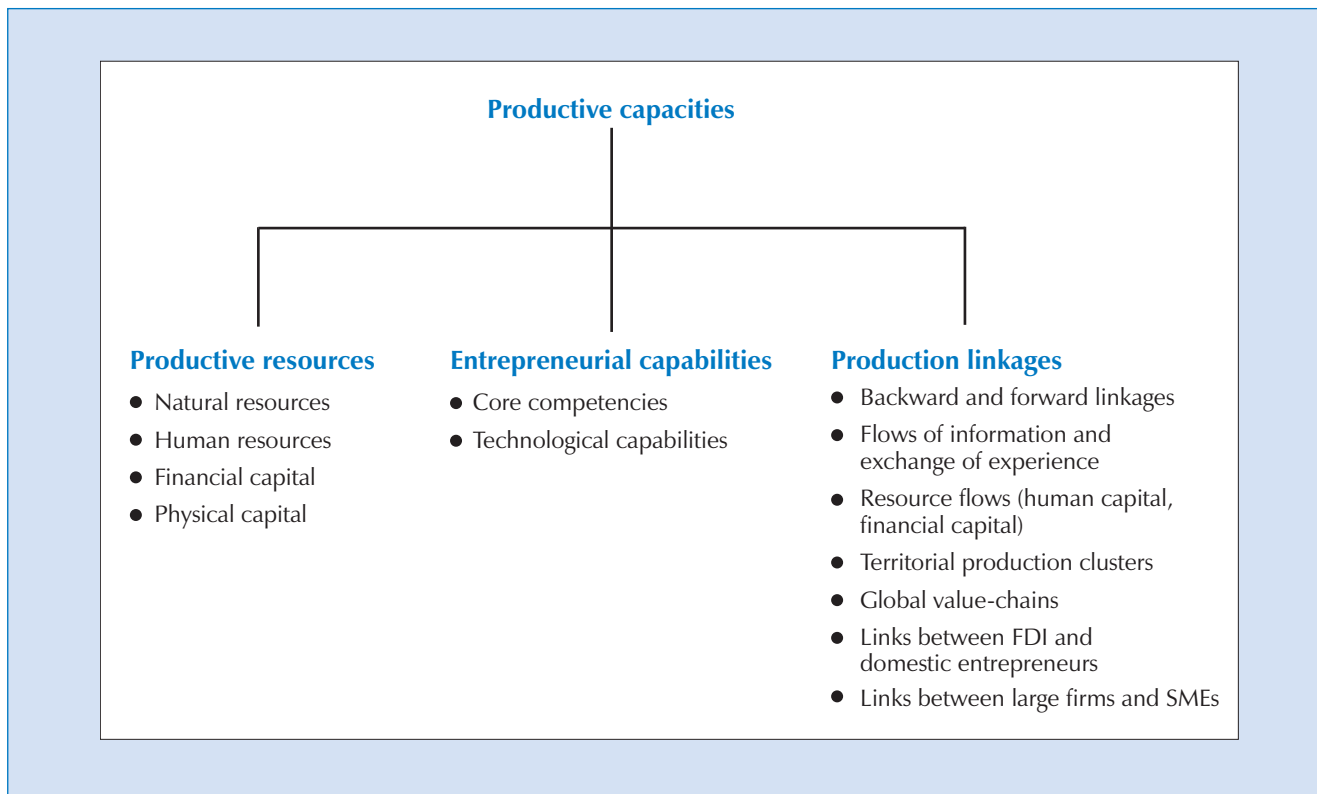 Productive capacities
Productive resources
● Natural resources
● Human resources
● Financial capital
● Physical capital
Entrepreneurial capabilities
● Core competencies
● Technological capabilities
Production linkages
● Backward and forward linkages
● Flows of information and
exchange of experience
● Resource flows (human capital,
financial capital)
● Territorial production clusters
● Global value-chains
● Links between FDI and
domestic entrepreneurs
● Links between large firms and SMEs